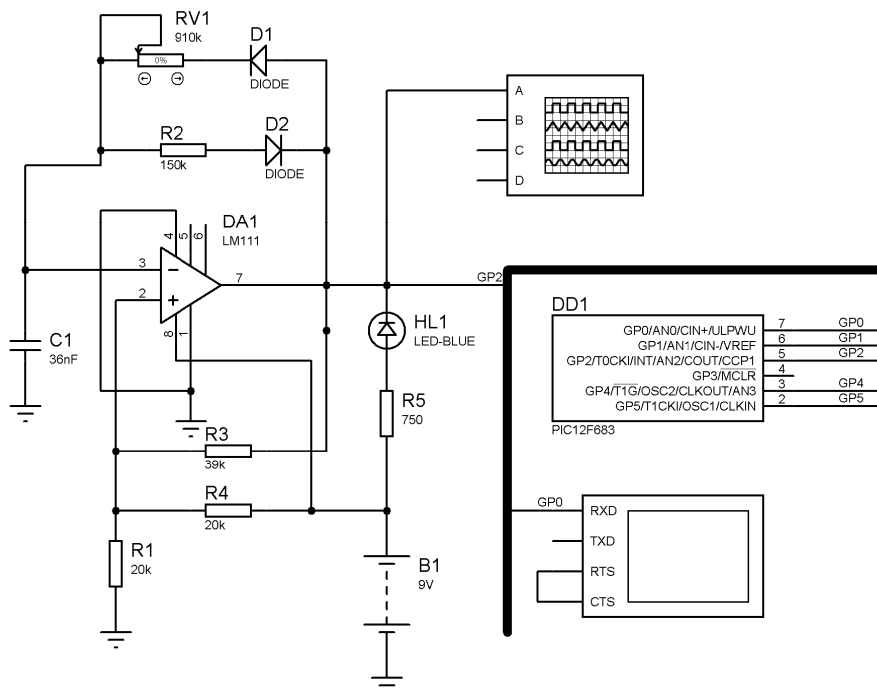 RV1
910k
0%
D1
DIODE
R2
150k
D2
DIODE
A
B
C
D
DA1
LM111
4
5
6
3
2
7
8
1
C1
36nF
GP2
HL1
LED-BLUE
R5
750
R3
39k
R4
20k
R1
20k
B1
9V
DD1
GP0/AN0/CIN+/ULPWU 7 GP0
GP1/AN1/CIN-/VREF 6 GP1
GP2/T0CKI/INT/AN2/COUT/CCP1 5 GP2
GP3/MCLR 4
GP4/T1G/OSC2/CLKOUT/AN3 3 GP4
GP5/T1CKI/OSC1/CLKIN 2 GP5
PIC12F683
GP0
RXD
TXD
RTS
CTS